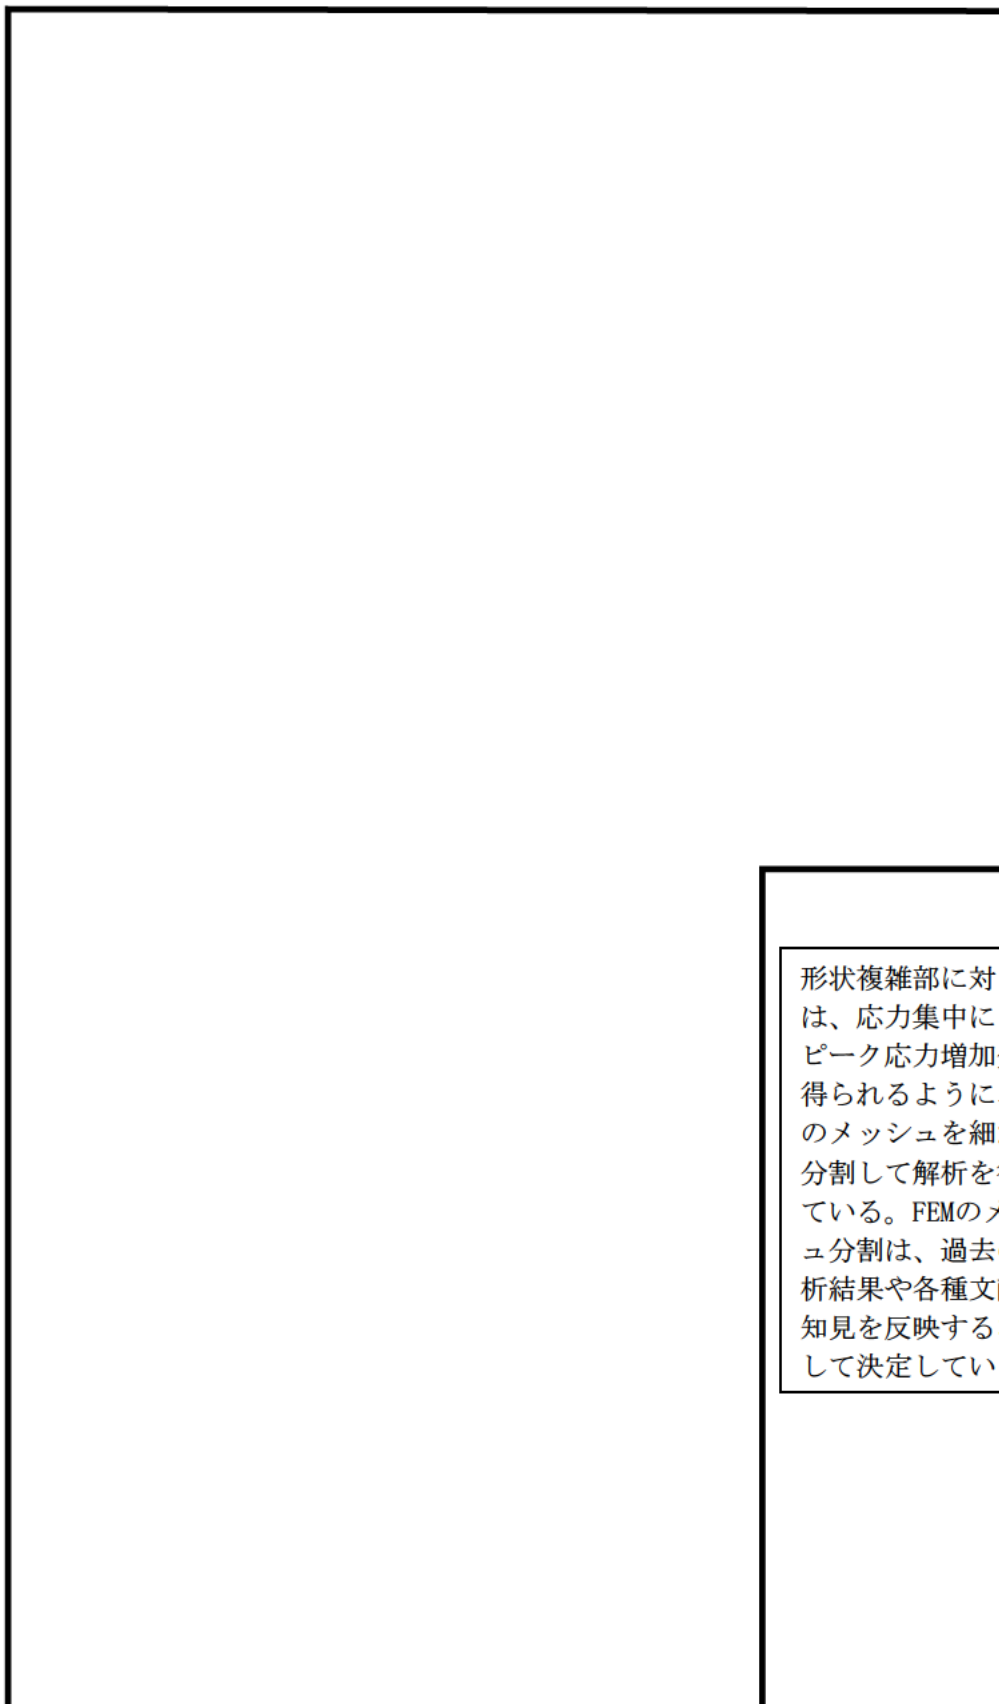 形状複雑部に対
は、応力集中に
ピーク応力増加
得られるように
のメッシュを細
分割して解析を
ている。FEMのメ
ュ分割は、過去
析結果や各種文
知見を反映する
して決定してい